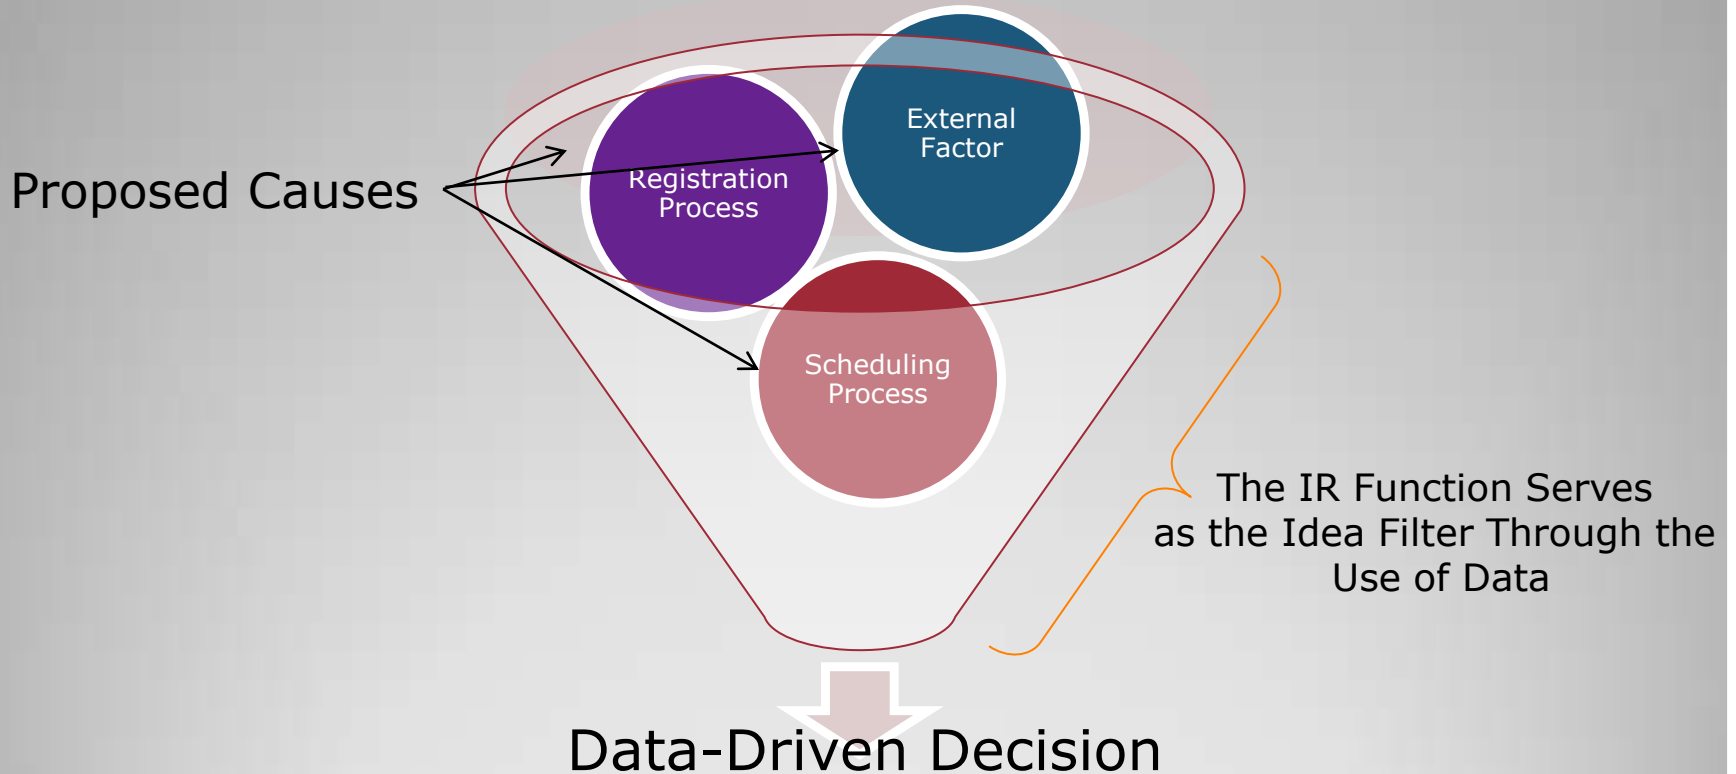 External
Factor
Proposed Causes
Registration
Process
Scheduling
Process
The IR Function Serves
as the Idea Filter Through the
Use of Data
Data-Driven Decision